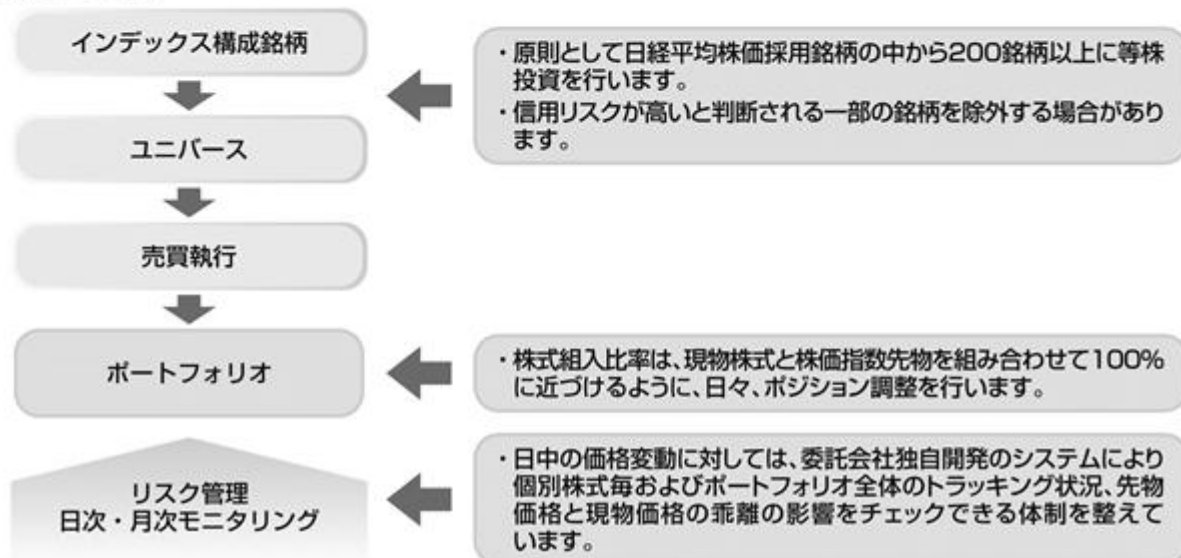 インデックス構成銘柄
・原則として日経平均株価採用銘柄の中から200銘柄以上に等株
投資を行います。
・信用リスクが高いと判断される一部の銘柄を除外する場合があり
ます。
ユニバース
売買執行
ポートフォリオ
・株式組入比率は、現物株式と株価指数先物を組み合わせて100%
に近づけるように、日々、ポジション調整を行います。
リスク管理
日次・月次モニタリング
・日中の価格変動に対しては、委託会社独自開発のシステムにより
個別株式毎およびポートフォリオ全体のトラッキング状況、先物
価格と現物価格の乖離の影響をチェックできる体制を整えて
います。